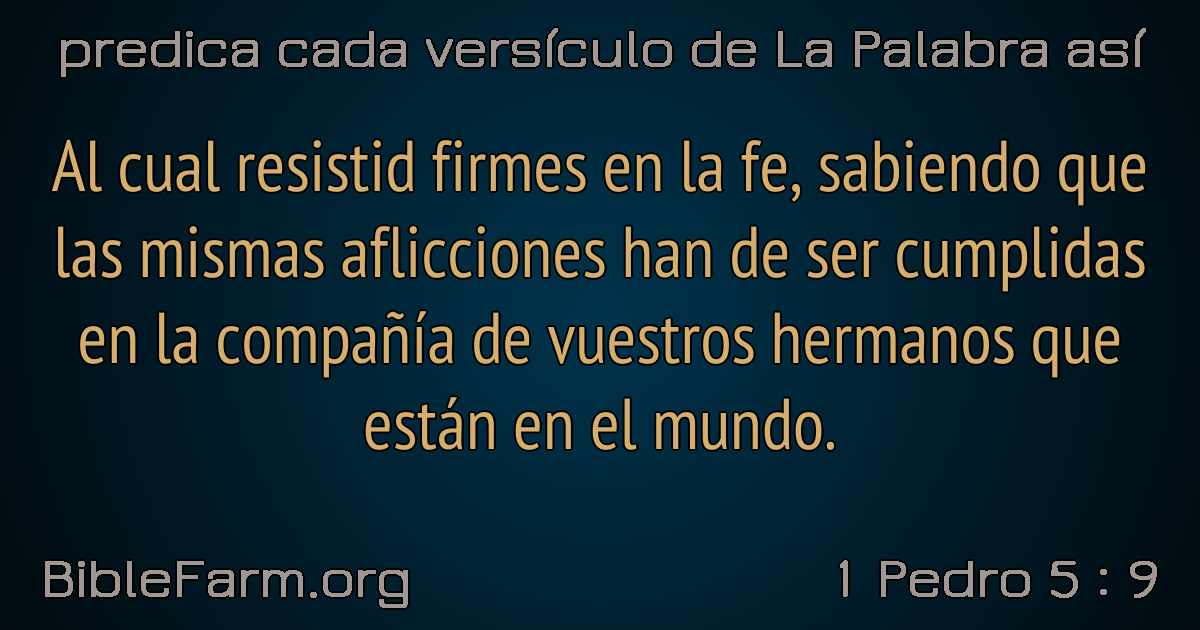 predica cada versículo de La Palabra así
Al cual resistid firmes en la fe, sabiendo que
las mismas aflicciones han de ser cumplidas
en la compañía de vuestros hermanos que
están en el mundo.
BibleFarm.org
1 Pedro 5 : 9